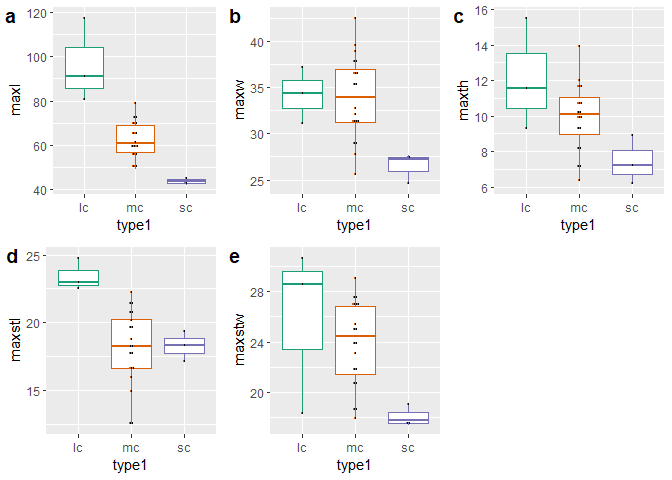 a
120
100
80
60
40
maxl
lc mc sc
type1
b
40
35
30
25
maxw
lc mc sc
type1
c
16
14
12
10
8
6
maxth
lc mc sc
type1
d
25
20
15
maxstl
lc mc sc
type1
e
28
24
20
maxstw
lc mc sc
type1